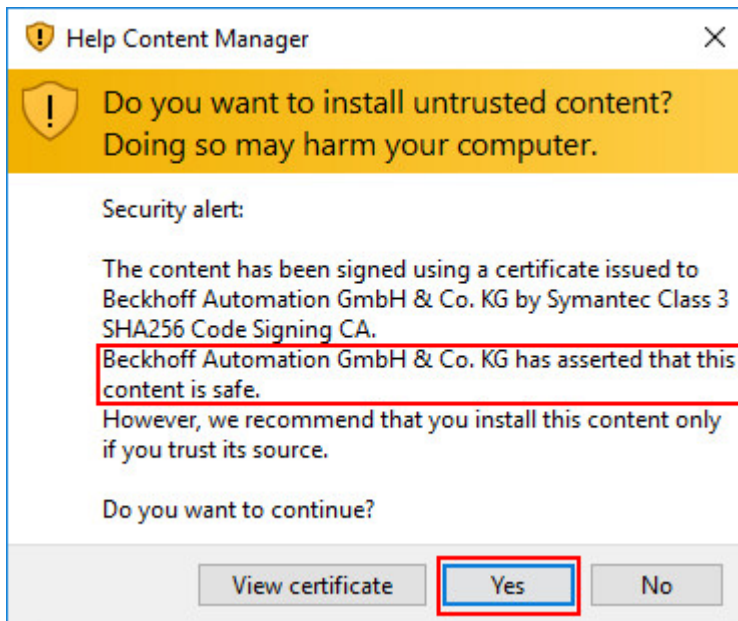 Help Content Manager
Do you want to install untrusted content?
Doing so may harm your computer.
Security alert:
The content has been signed using a certificate issued to
Beckhoff Automation GmbH & Co. KG by Symantec Class 3
SHA256 Code Signing CA.
Beckhoff Automation GmbH & Co. KG has asserted that this
content is safe.
However, we recommend that you install this content only
if you trust its source.
Do you want to continue?
View certificate Yes No